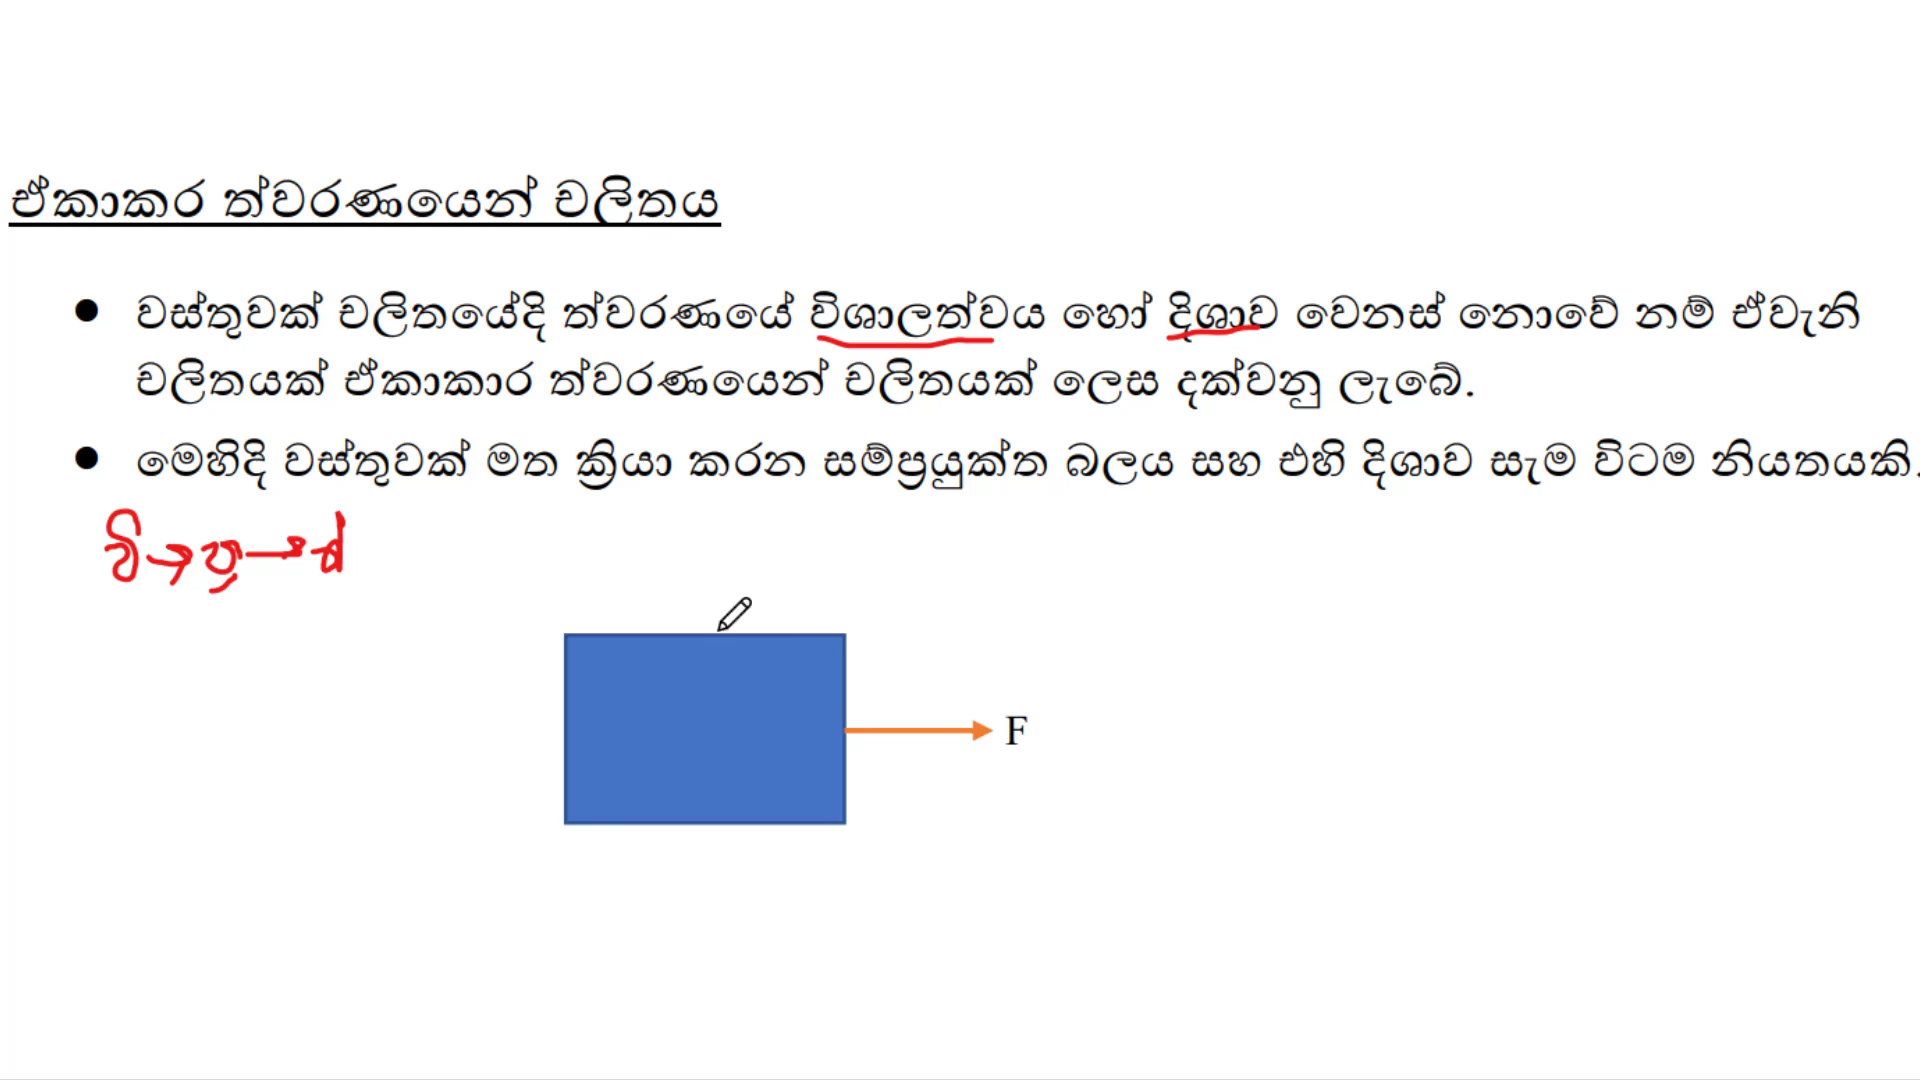 ඒකාකර ත්වරණයෙන් චලිතය
● වස්තුවක් චලිතයේදි ත්වරණයේ විශාලත්වය හෝ දිශාව වෙනස් නොවේ නම් ඒවැනි
චලිතයක් ඒකාකාර ත්වරණයෙන් චලිතයක් ලෙස දක්වනු ලැබේ.
● මෙහිදි වස්තුවක් මත ක්‍රියා කරන සම්ප්‍රයුක්ත බලය සහ එහි දිශාව සැම විටම නියතයකි.
වි→ප්‍ර→ත්
F